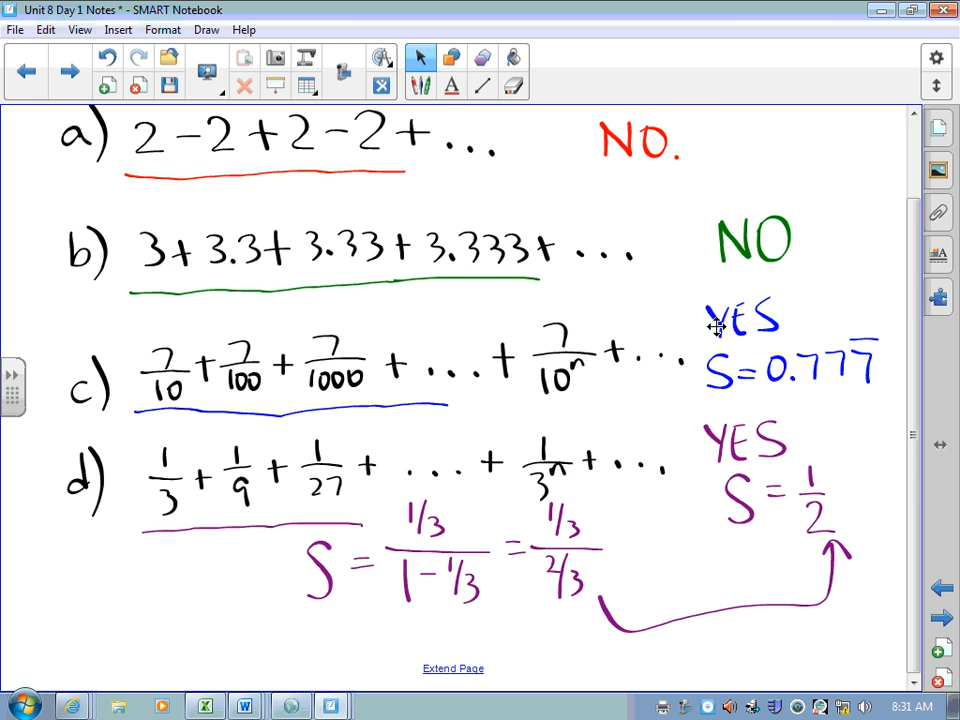 Unit 8 Day 1 Notes * - SMART Notebook
File Edit View Insert Format Draw Help
a) 2 - 2 + 2 - 2 + ... NO.
b) 3 + 3.3 + 3.33 + 3.333 + ... NO
c) 7/10 + 7/100 + 7/1000 + ... + 7/10ⁿ + ... YES
S = 0.777̅
d) 1/3 + 1/9 + 1/27 + ... + 1/3ⁿ + ... YES
S = 1/2
S = (1/3)/(1 - 1/3) = (1/3)/(2/3)
Extend Page
8:31 AM